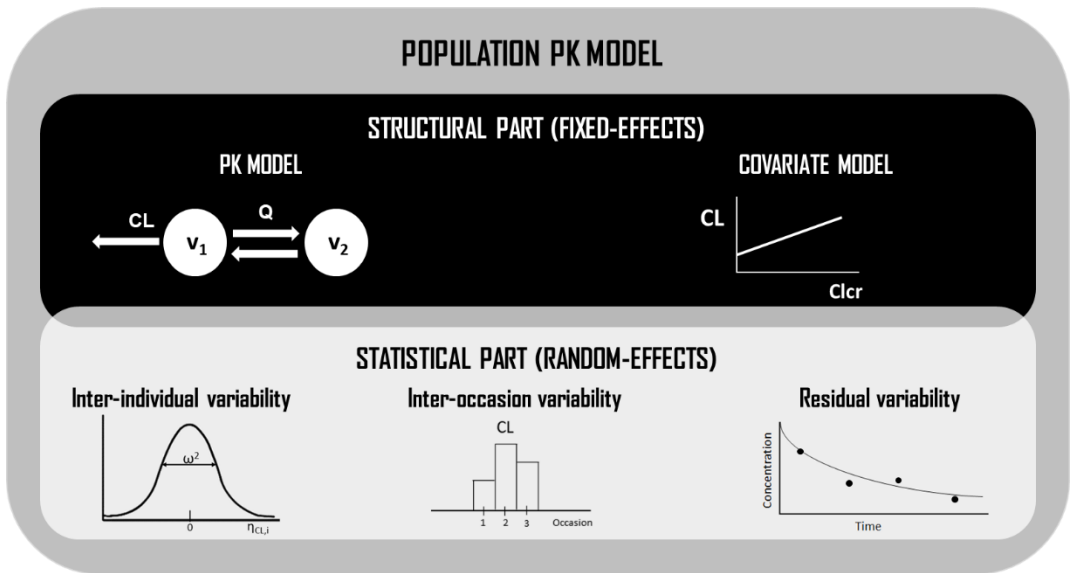 POPULATION PK MODEL
STRUCTURAL PART (FIXED-EFFECTS)
PK MODEL
CL
Q
V1
V2
COVARIATE MODEL
CL
Clcr
STATISTICAL PART (RANDOM-EFFECTS)
Inter-individual variability
ω²
0
ηCL,i
Inter-occasion variability
CL
1 2 3 Occasion
Residual variability
Concentration
Time